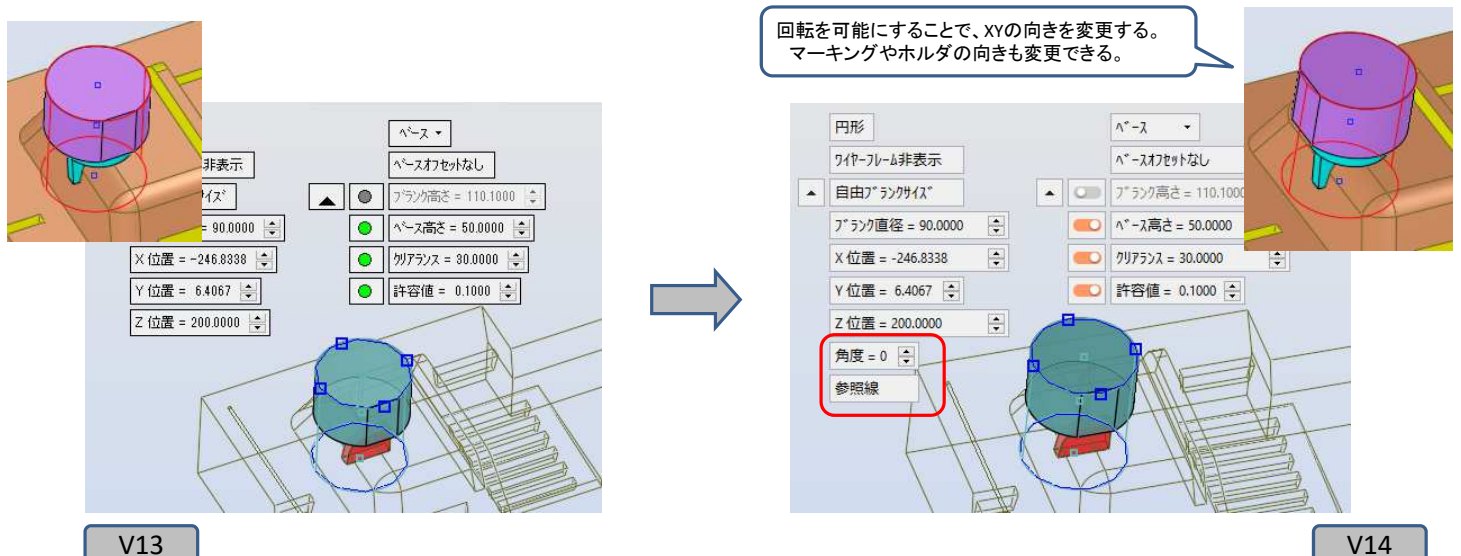 回転を可能にすることで、XYの向きを変更する。
マーキングやホルダの向きも変更できる。
ﾍﾞｰｽ
非表示
ﾍﾞｰｽｵﾌｾｯﾄなし
ｲｽﾞ
ﾌﾞﾗﾝｸ高さ = 110.1000
= 90.0000
ﾍﾞｰｽ高さ = 50.0000
X 位置 = -246.8338
ｸﾘｱﾗﾝｽ = 30.0000
Y 位置 = 6.4067
許容値 = 0.1000
Z 位置 = 200.0000
V13
円形
ﾍﾞｰｽ
ﾜｲﾔｰﾌﾚｰﾑ非表示
ﾍﾞｰｽｵﾌｾｯﾄなし
自由ﾌﾞﾗﾝｸｻｲｽﾞ
ﾌﾞﾗﾝｸ高さ = 110.1000
ﾌﾞﾗﾝｸ直径 = 90.0000
ﾍﾞｰｽ高さ = 50.0000
X 位置 = -246.8338
ｸﾘｱﾗﾝｽ = 30.0000
Y 位置 = 6.4067
許容値 = 0.1000
Z 位置 = 200.0000
角度 = 0
参照線
V14